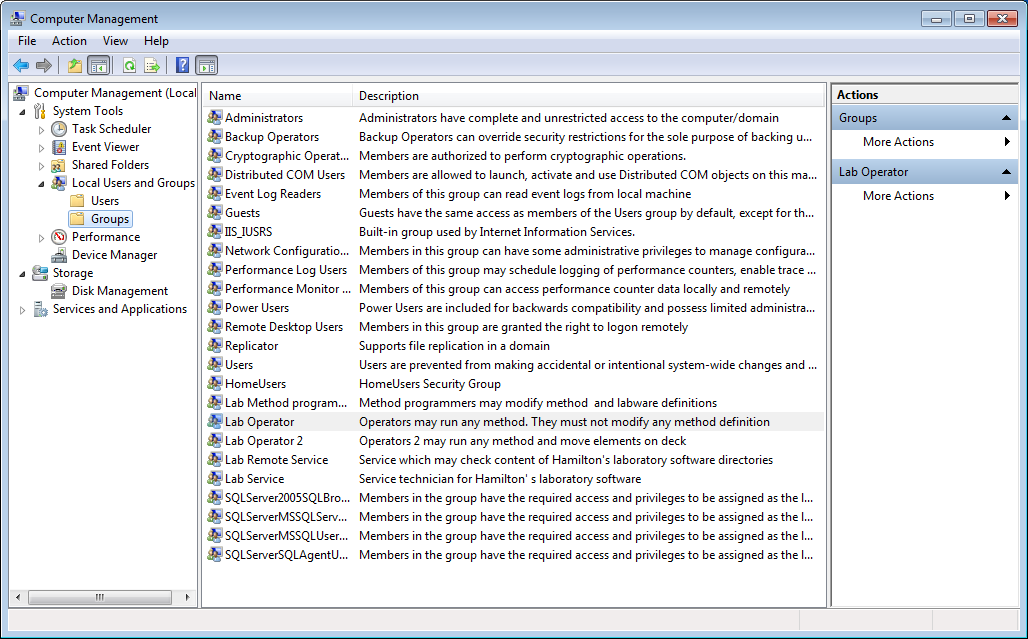 Computer Management
File Action View Help
Computer Management (Local
System Tools
Task Scheduler
Event Viewer
Shared Folders
Local Users and Groups
Users
Groups
Performance
Device Manager
Storage
Disk Management
Services and Applications
Name Description
Administrators Administrators have complete and unrestricted access to the computer/domain
Backup Operators Backup Operators can override security restrictions for the sole purpose of backing u...
Cryptographic Operat... Members are authorized to perform cryptographic operations.
Distributed COM Users Members are allowed to launch, activate and use Distributed COM objects on this ma...
Event Log Readers Members of this group can read event logs from local machine
Guests Guests have the same access as members of the Users group by default, except for th...
IIS_IUSRS Built-in group used by Internet Information Services.
Network Configuratio... Members in this group can have some administrative privileges to manage configura...
Performance Log Users Members of this group may schedule logging of performance counters, enable trace ...
Performance Monitor ... Members of this group can access performance counter data locally and remotely
Power Users Power Users are included for backwards compatibility and possess limited administra...
Remote Desktop Users Members in this group are granted the right to logon remotely
Replicator Supports file replication in a domain
Users Users are prevented from making accidental or intentional system-wide changes and ...
HomeUsers HomeUsers Security Group
Lab Method program... Method programmers may modify method and labware definitions
Lab Operator Operators may run any method. They must not modify any method definition
Lab Operator 2 Operators 2 may run any method and move elements on deck
Lab Remote Service Service which may check content of Hamilton's laboratory software directories
Lab Service Service technician for Hamilton' s laboratory software
SQLServer2005SQLBro... Members in the group have the required access and privileges to be assigned as the l...
SQLServerMSSQLServ... Members in the group have the required access and privileges to be assigned as the l...
SQLServerMSSQLUser... Members in the group have the required access and privileges to be assigned as the l...
SQLServerSQLAgentU... Members in the group have the required access and privileges to be assigned as the l...
Actions
Groups
More Actions
Lab Operator
More Actions